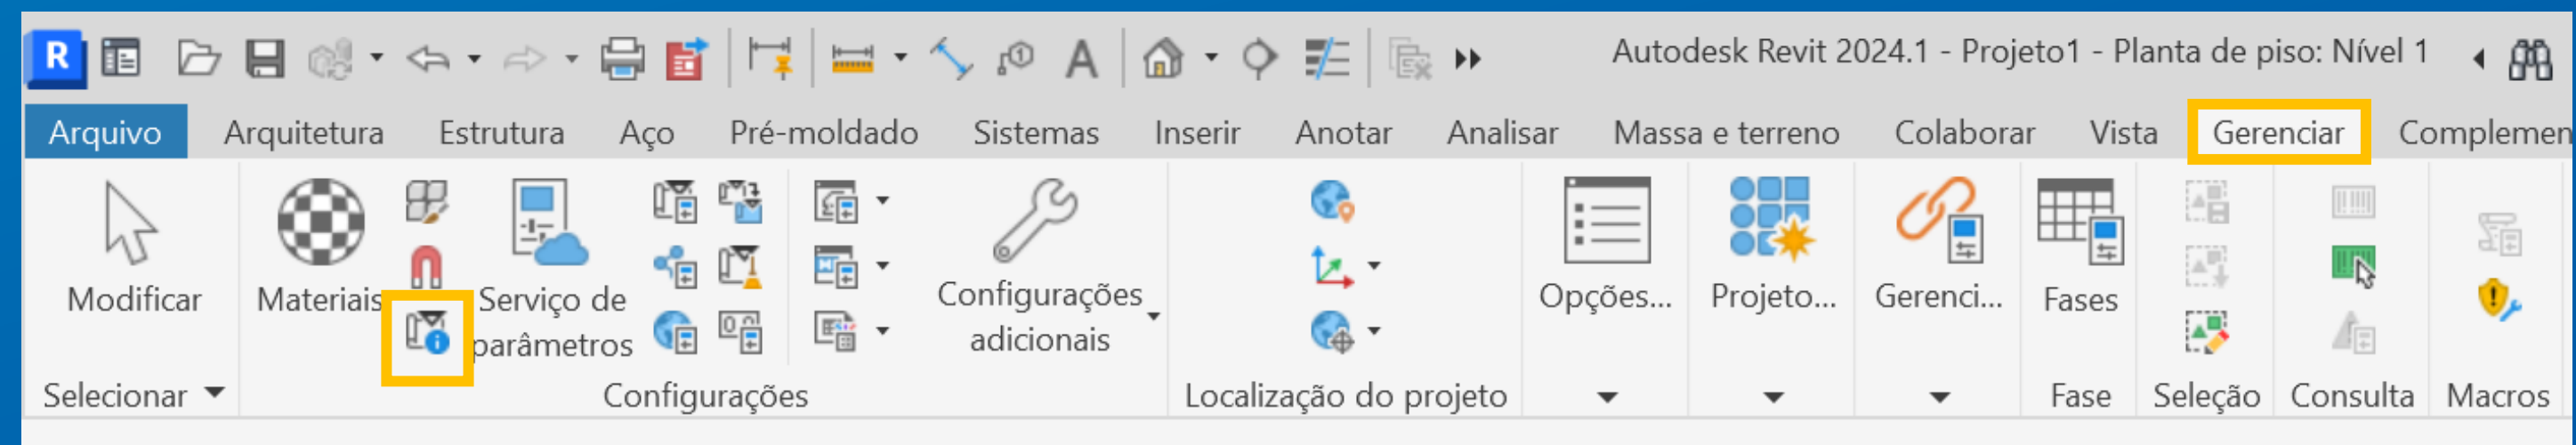 R
A
Autodesk Revit 2024.1 - Projeto1 - Planta de piso: Nível 1
Arquivo Arquitetura Estrutura Aço Pré-moldado Sistemas Inserir Anotar Analisar Massa e terreno Colaborar Vista Gerenciar Complemen
Modificar
Materiais
Serviço de
parâmetros
Configurações
adicionais
Opções...
Projeto...
Gerenci...
Fases
Selecionar
Configurações
Localização do projeto
Fase
Seleção
Consulta
Macros